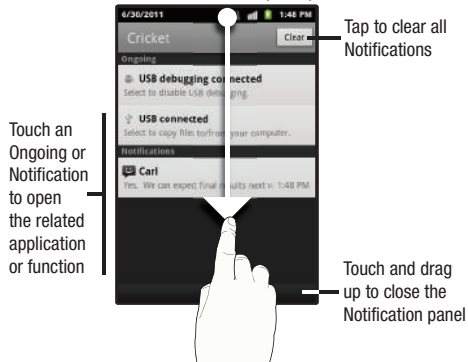 6/30/2011 1:48 PM
Cricket Clear
Ongoing
USB debugging connected
Select to disable USB debugging.
USB connected
Select to copy files to/from your computer.
Notifications
Carl
Yes. We can expect final results next w 1:48 PM
Tap to clear all
Notifications
Touch an
Ongoing or
Notification
to open
the related
application
or function
Touch and drag
up to close the
Notification panel